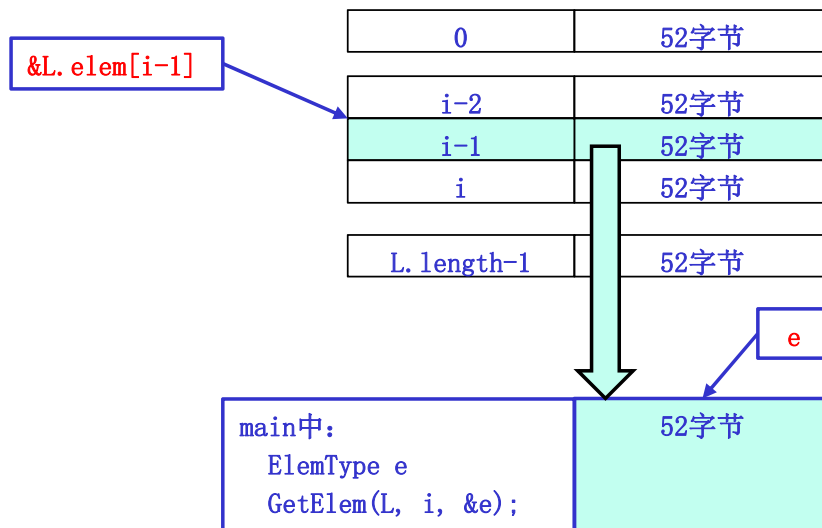 0 52字节
&L.elem[i-1]
i-2 52字节
i-1 52字节
i 52字节
L.length-1 52字节
e
main中： 52字节
ElemType e
GetElem(L, i, &e);